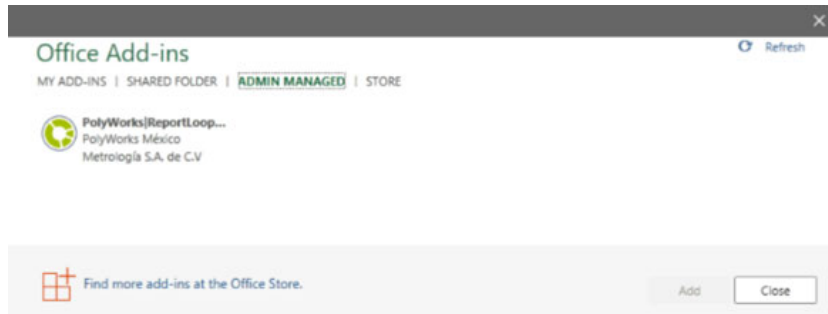 Office Add-ins
Refresh
MY ADD-INS | SHARED FOLDER | ADMIN MANAGED | STORE
PolyWorks|ReportLoop...
PolyWorks México
Metrología S.A. de C.V
Find more add-ins at the Office Store.
Add
Close